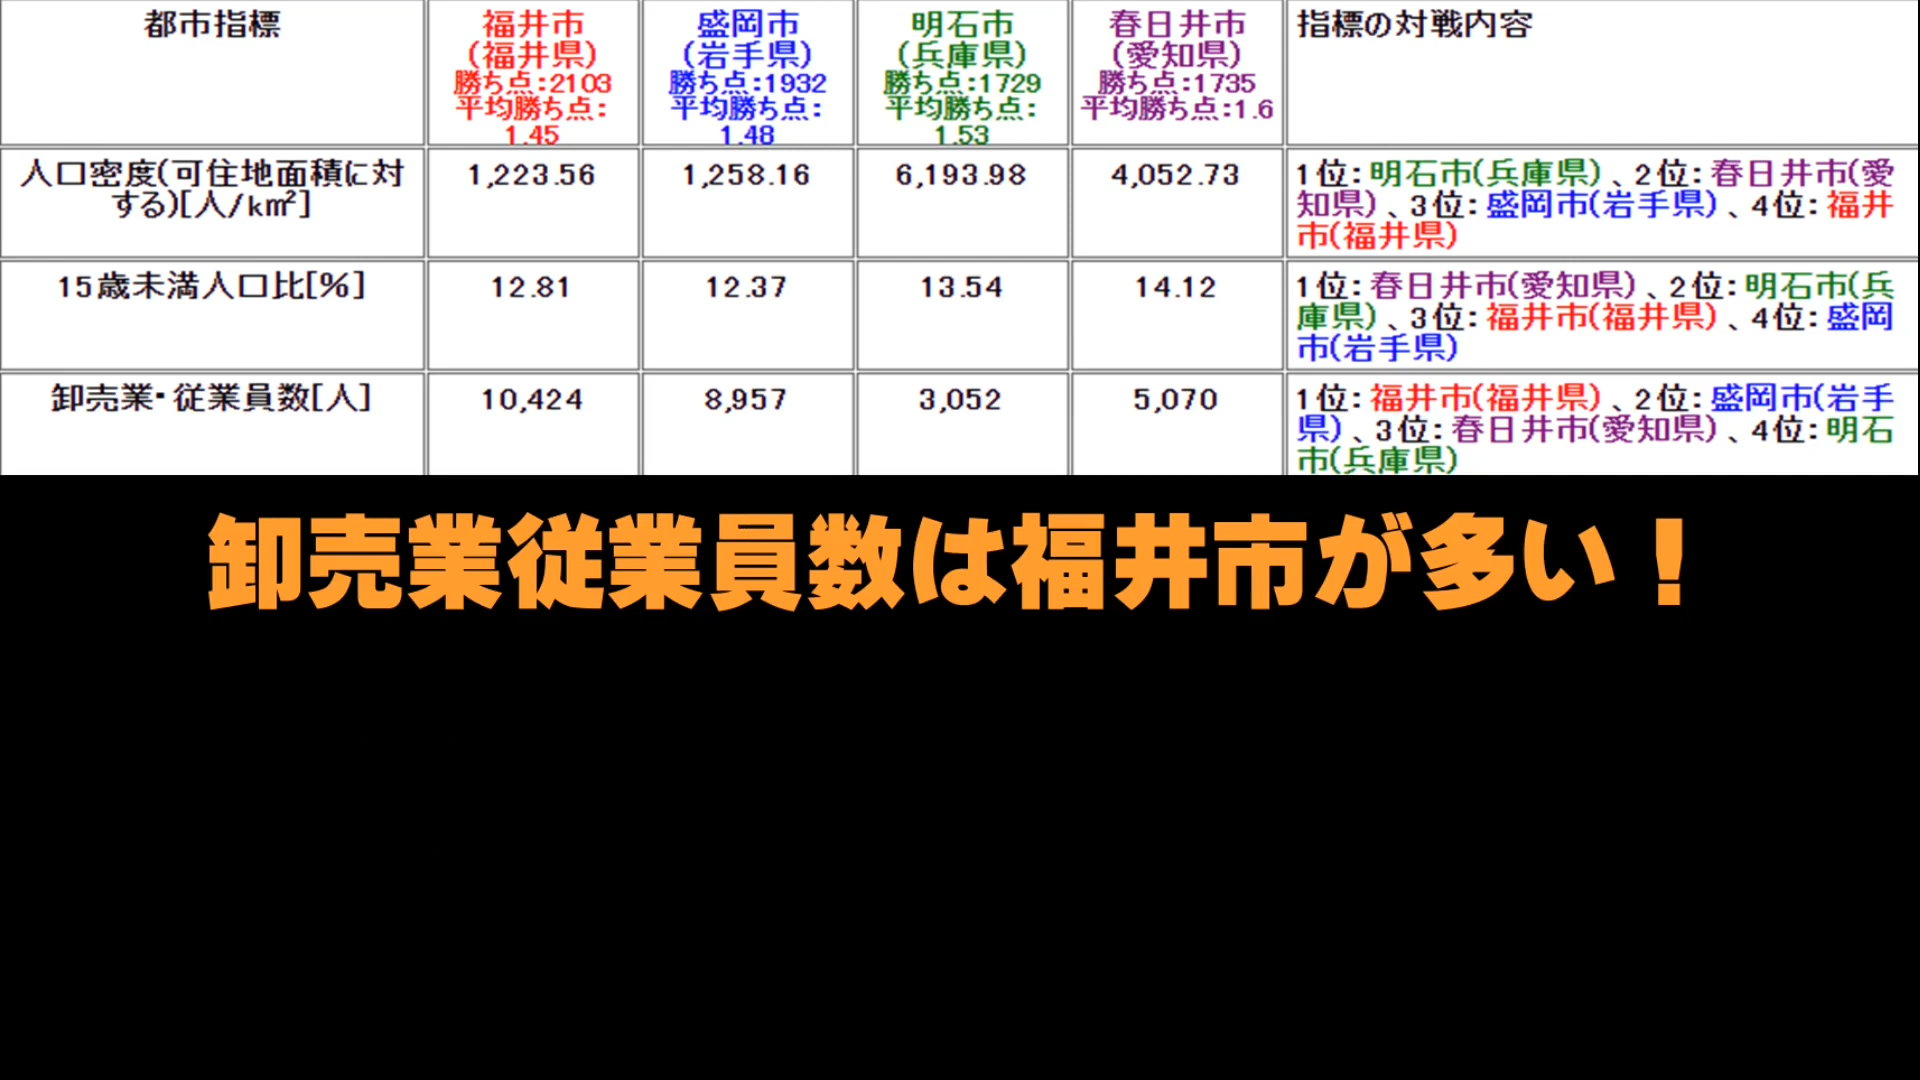 都市指標
福井市
(福井県)
勝ち点:2103
平均勝ち点:
1.45
盛岡市
(岩手県)
勝ち点:1932
平均勝ち点:
1.48
明石市
(兵庫県)
勝ち点:1729
平均勝ち点:
1.53
春日井市
(愛知県)
勝ち点:1735
平均勝ち点:1.6
指標の対戦内容
人口密度(可住地面積に対
する)[人/km²]
1,223.56
1,258.16
6,193.98
4,052.73
1位:明石市(兵庫県)、2位:春日井市(愛
知県)、3位:盛岡市(岩手県)、4位:福井
市(福井県)
15歳未満人口比[%]
12.81
12.37
13.54
14.12
1位:春日井市(愛知県)、2位:明石市(兵
庫県)、3位:福井市(福井県)、4位:盛岡
市(岩手県)
卸売業・従業員数[人]
10,424
8,957
3,052
5,070
1位:福井市(福井県)、2位:盛岡市(岩手
県)、3位:春日井市(愛知県)、4位:明石
市(兵庫県)
卸売業従業員数は福井市が多い！